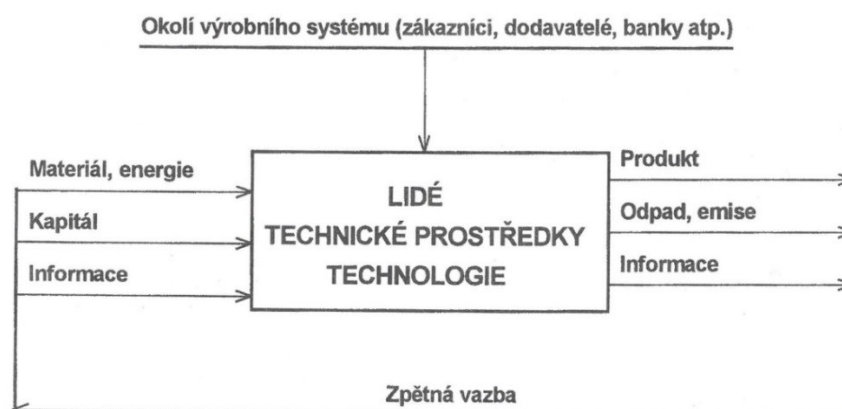 Okolí výrobního systému (zákazníci, dodavatelé, banky atp.)
Materiál, energie
Kapitál
Informace
LIDÉ
TECHNICKÉ PROSTŘEDKY
TECHNOLOGIE
Produkt
Odpad, emise
Informace
Zpětná vazba